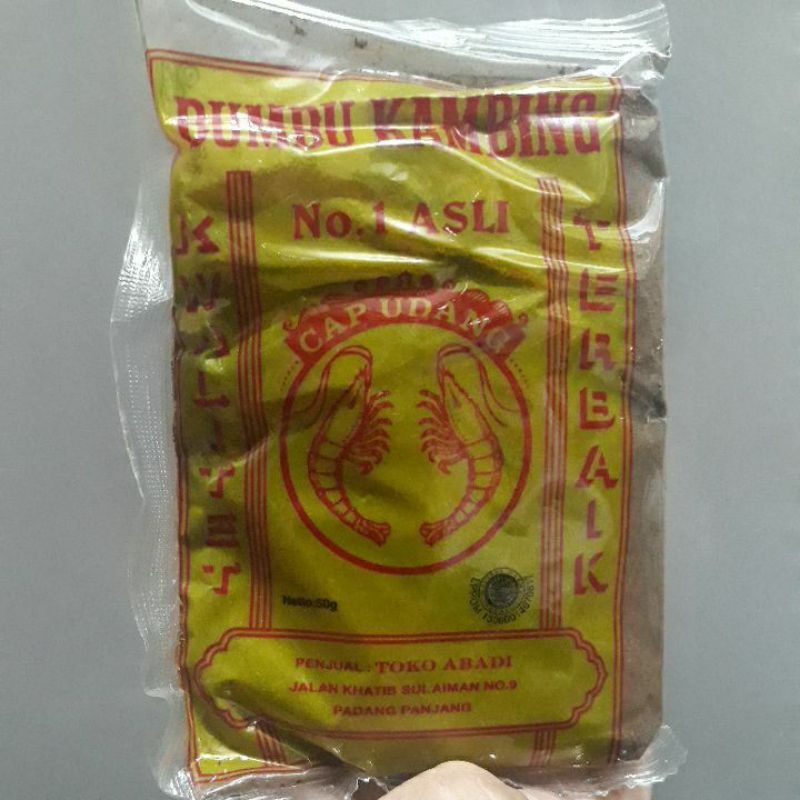 DUMBU KAMBING
No.1 ASLI
KWALITET
TERBAIK
CAP UDANG
Netto:50g
PENJUAL : TOKO ABADI
JALAN KHATIB SULAIMAN NO.9
PADANG PANJANG